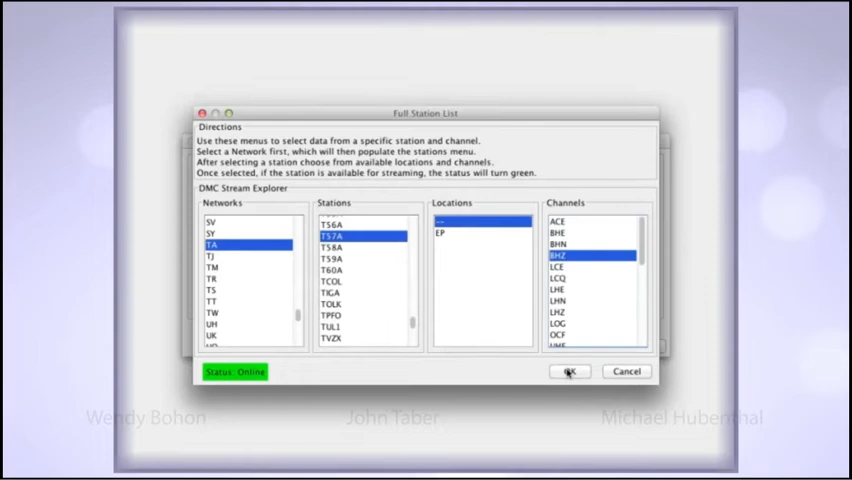 Full Station List
Directions
Use these menus to select data from a specific station and channel.
Select a Network first, which will then populate the stations menu.
After selecting a station choose from available locations and channels.
Once selected, if the station is available for streaming, the status will turn green.
DMC Stream Explorer
Networks
SV
SY
TA
TJ
TM
TR
TS
TT
TW
UH
UK
Stations
T56A
T57A
T58A
T59A
T60A
TCOL
TIGA
TOLK
TPFO
TUL1
TVZX
Locations
--
EP
Channels
ACE
BHE
BHN
BHZ
LCE
LCQ
LHE
LHN
LHZ
LOG
OCF
Status: Online
OK
Cancel
Wendy Bohon
John Taber
Michael Hubenthal